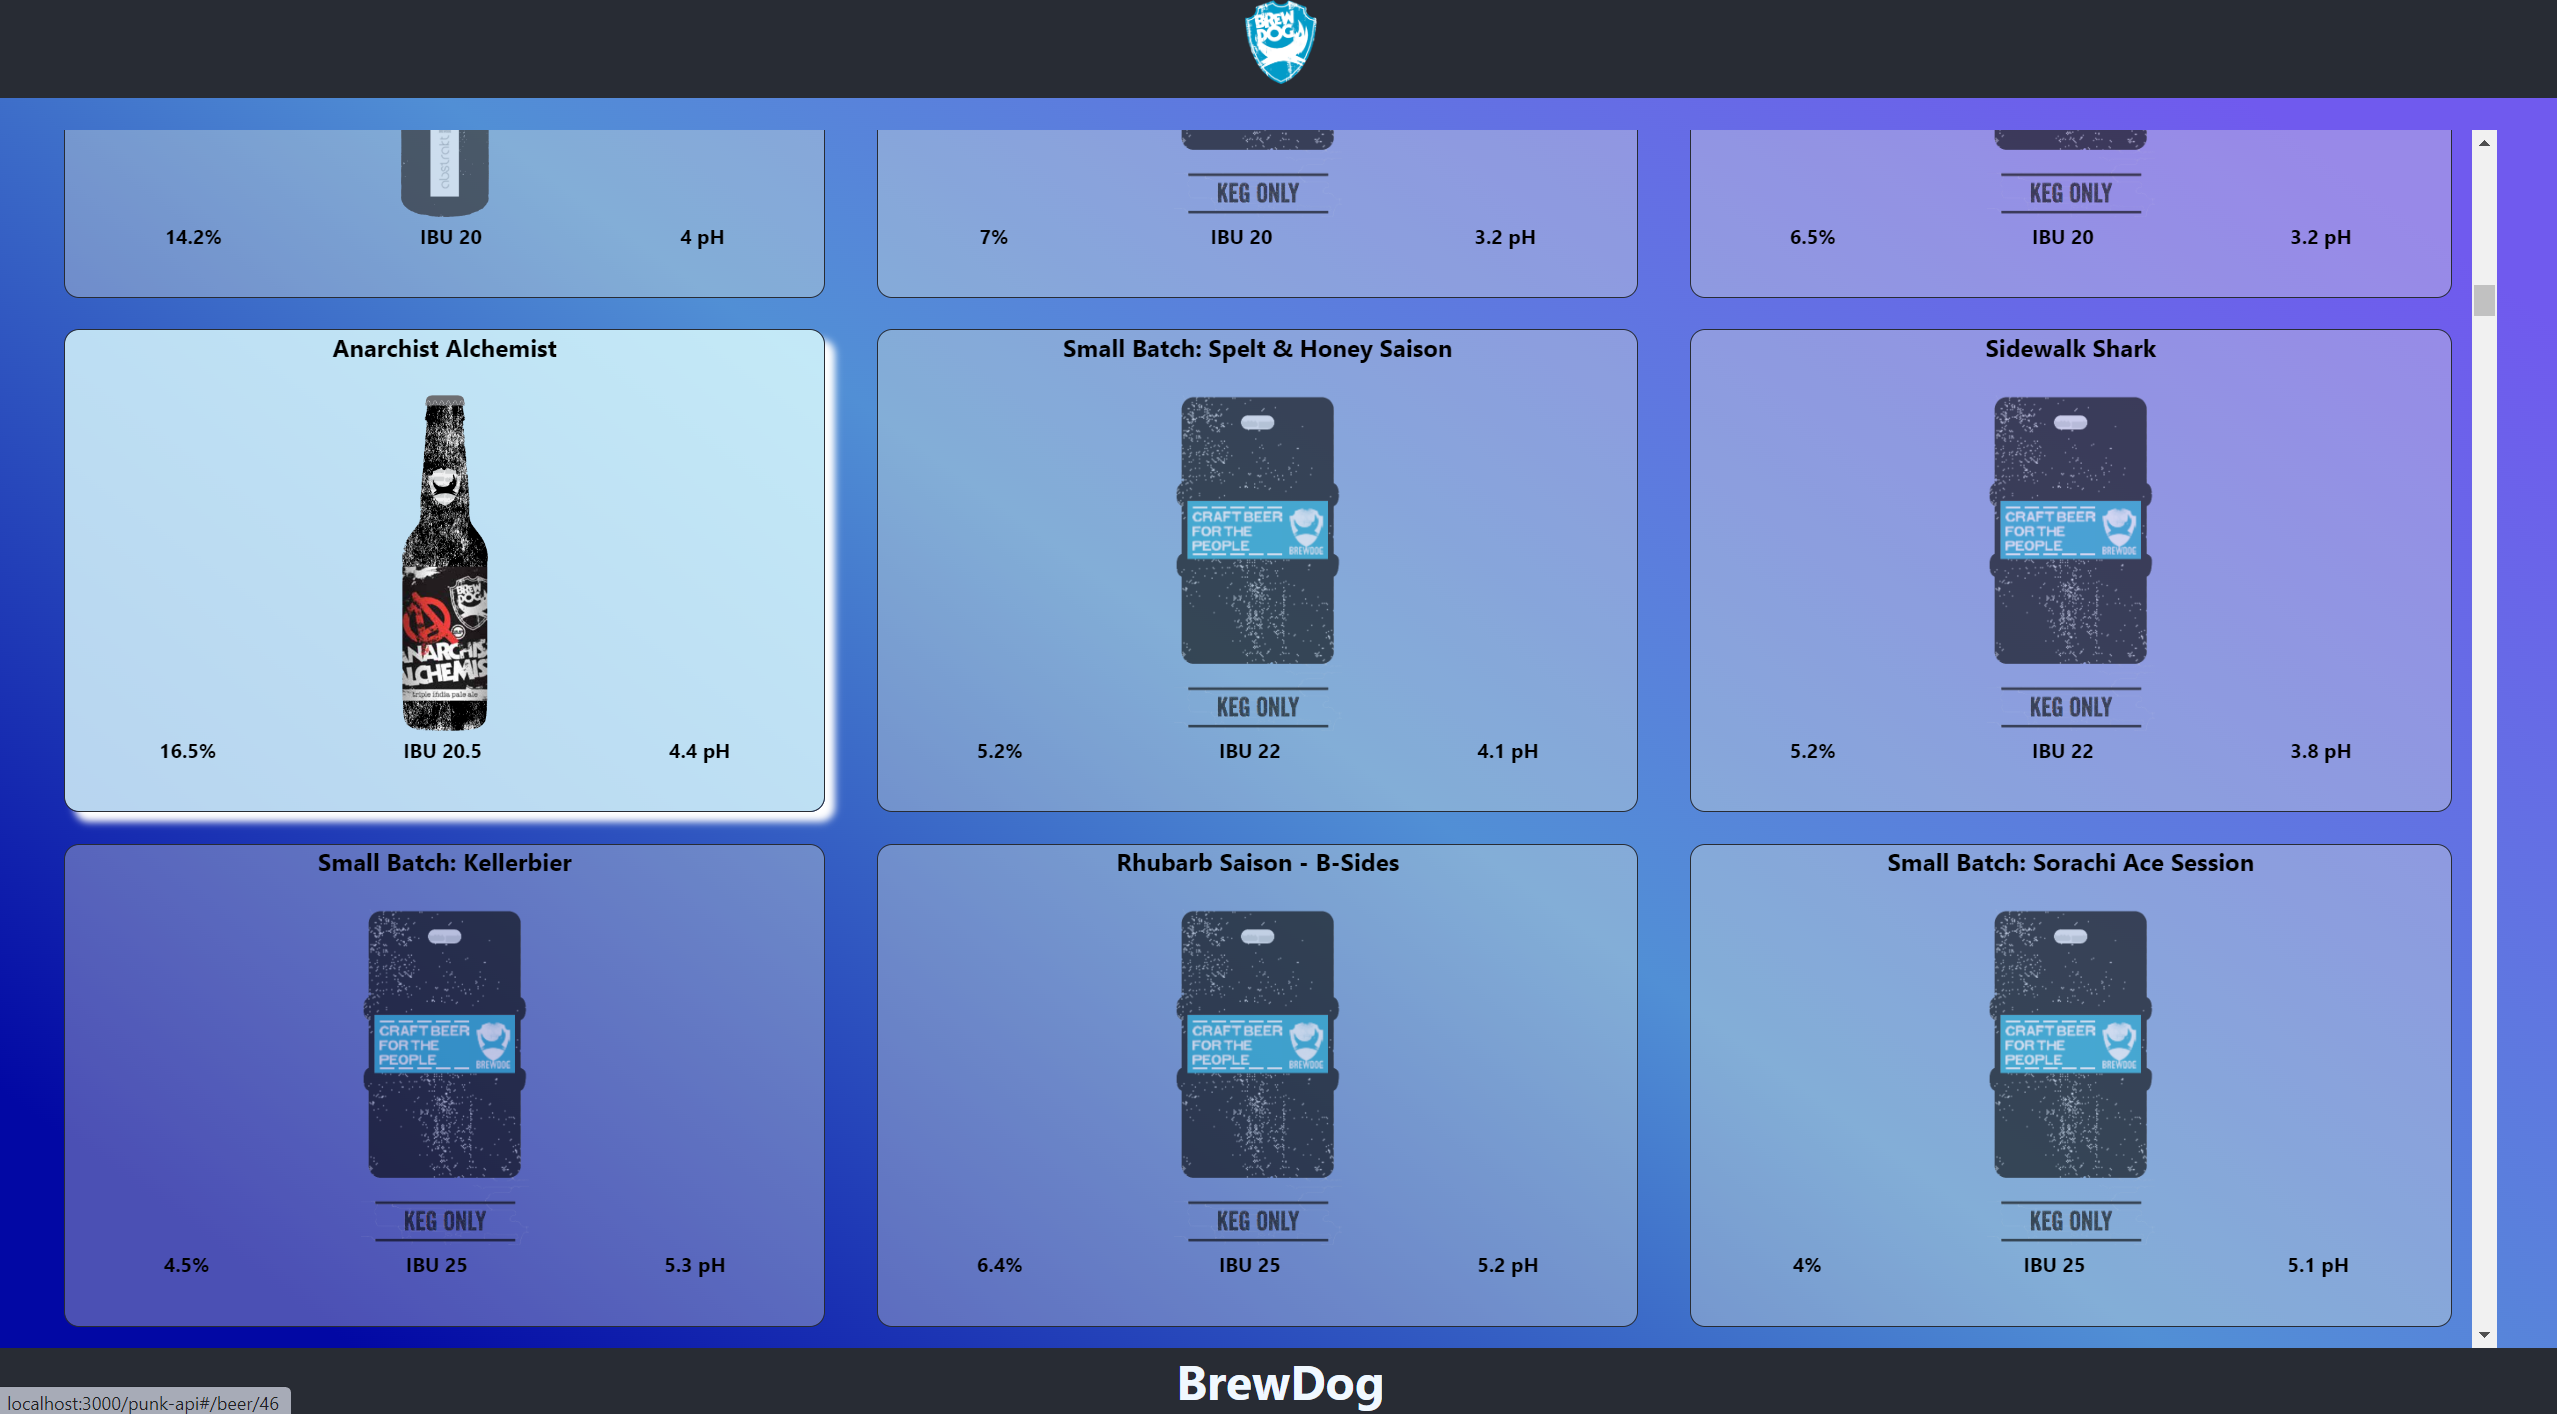 BREW
DOG
abstrakt
KEG ONLY
KEG ONLY
14.2% IBU 20 4 pH
7% IBU 20 3.2 pH
6.5% IBU 20 3.2 pH
Anarchist Alchemist
BREW
DOG
ANARCHIS
ALCHEMIS
triple india pale ale
16.5% IBU 20.5 4.4 pH
Small Batch: Spelt & Honey Saison
CRAFT BEER
FOR THE
PEOPLE
BREWDOG
KEG ONLY
5.2% IBU 22 4.1 pH
Sidewalk Shark
CRAFT BEER
FOR THE
PEOPLE
BREWDOG
KEG ONLY
5.2% IBU 22 3.8 pH
Small Batch: Kellerbier
CRAFT BEER
FOR THE
PEOPLE
BREWDOG
KEG ONLY
4.5% IBU 25 5.3 pH
Rhubarb Saison - B-Sides
CRAFT BEER
FOR THE
PEOPLE
BREWDOG
KEG ONLY
6.4% IBU 25 5.2 pH
Small Batch: Sorachi Ace Session
CRAFT BEER
FOR THE
PEOPLE
BREWDOG
KEG ONLY
4% IBU 25 5.1 pH
BrewDog
localhost:3000/punk-api#/beer/46